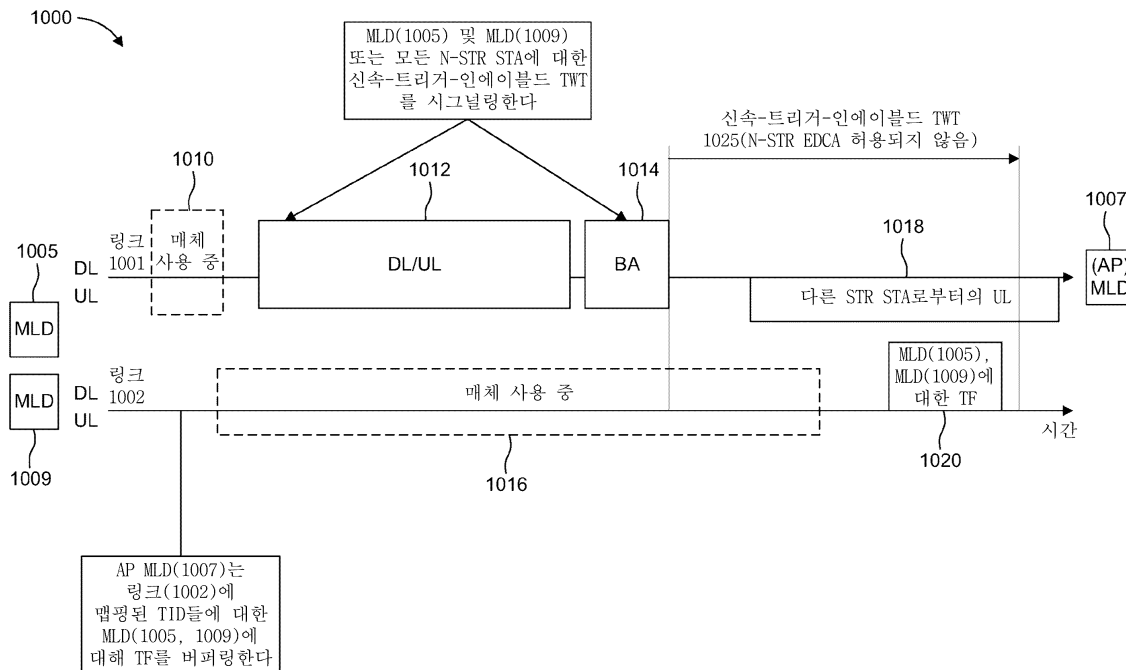 1000
MLD(1005) 및 MLD(1009)
또는 모든 N-STR STA에 대한
신속-트리거-인에이블드 TWT
를 시그널링한다
신속-트리거-인에이블드 TWT
1025(N-STR EDCA 허용되지 않음)
1010
1012
1014
1007
1005
DL
UL
링크
1001
매체
사용 중
DL/UL
BA
1018
다른 STR STA로부터의 UL
(AP)
MLD
MLD
MLD
1009
DL
UL
링크
1002
매체 사용 중
1016
MLD(1005),
MLD(1009)에
대한 TF
1020
시간
AP MLD(1007)는
링크(1002)에
맵핑된 TID들에 대한
MLD(1005, 1009)에
대해 TF를 버퍼링한다